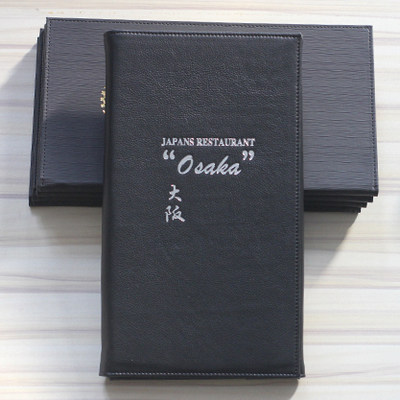 JAPANS RESTAURANT
“Osaka”
大
阪